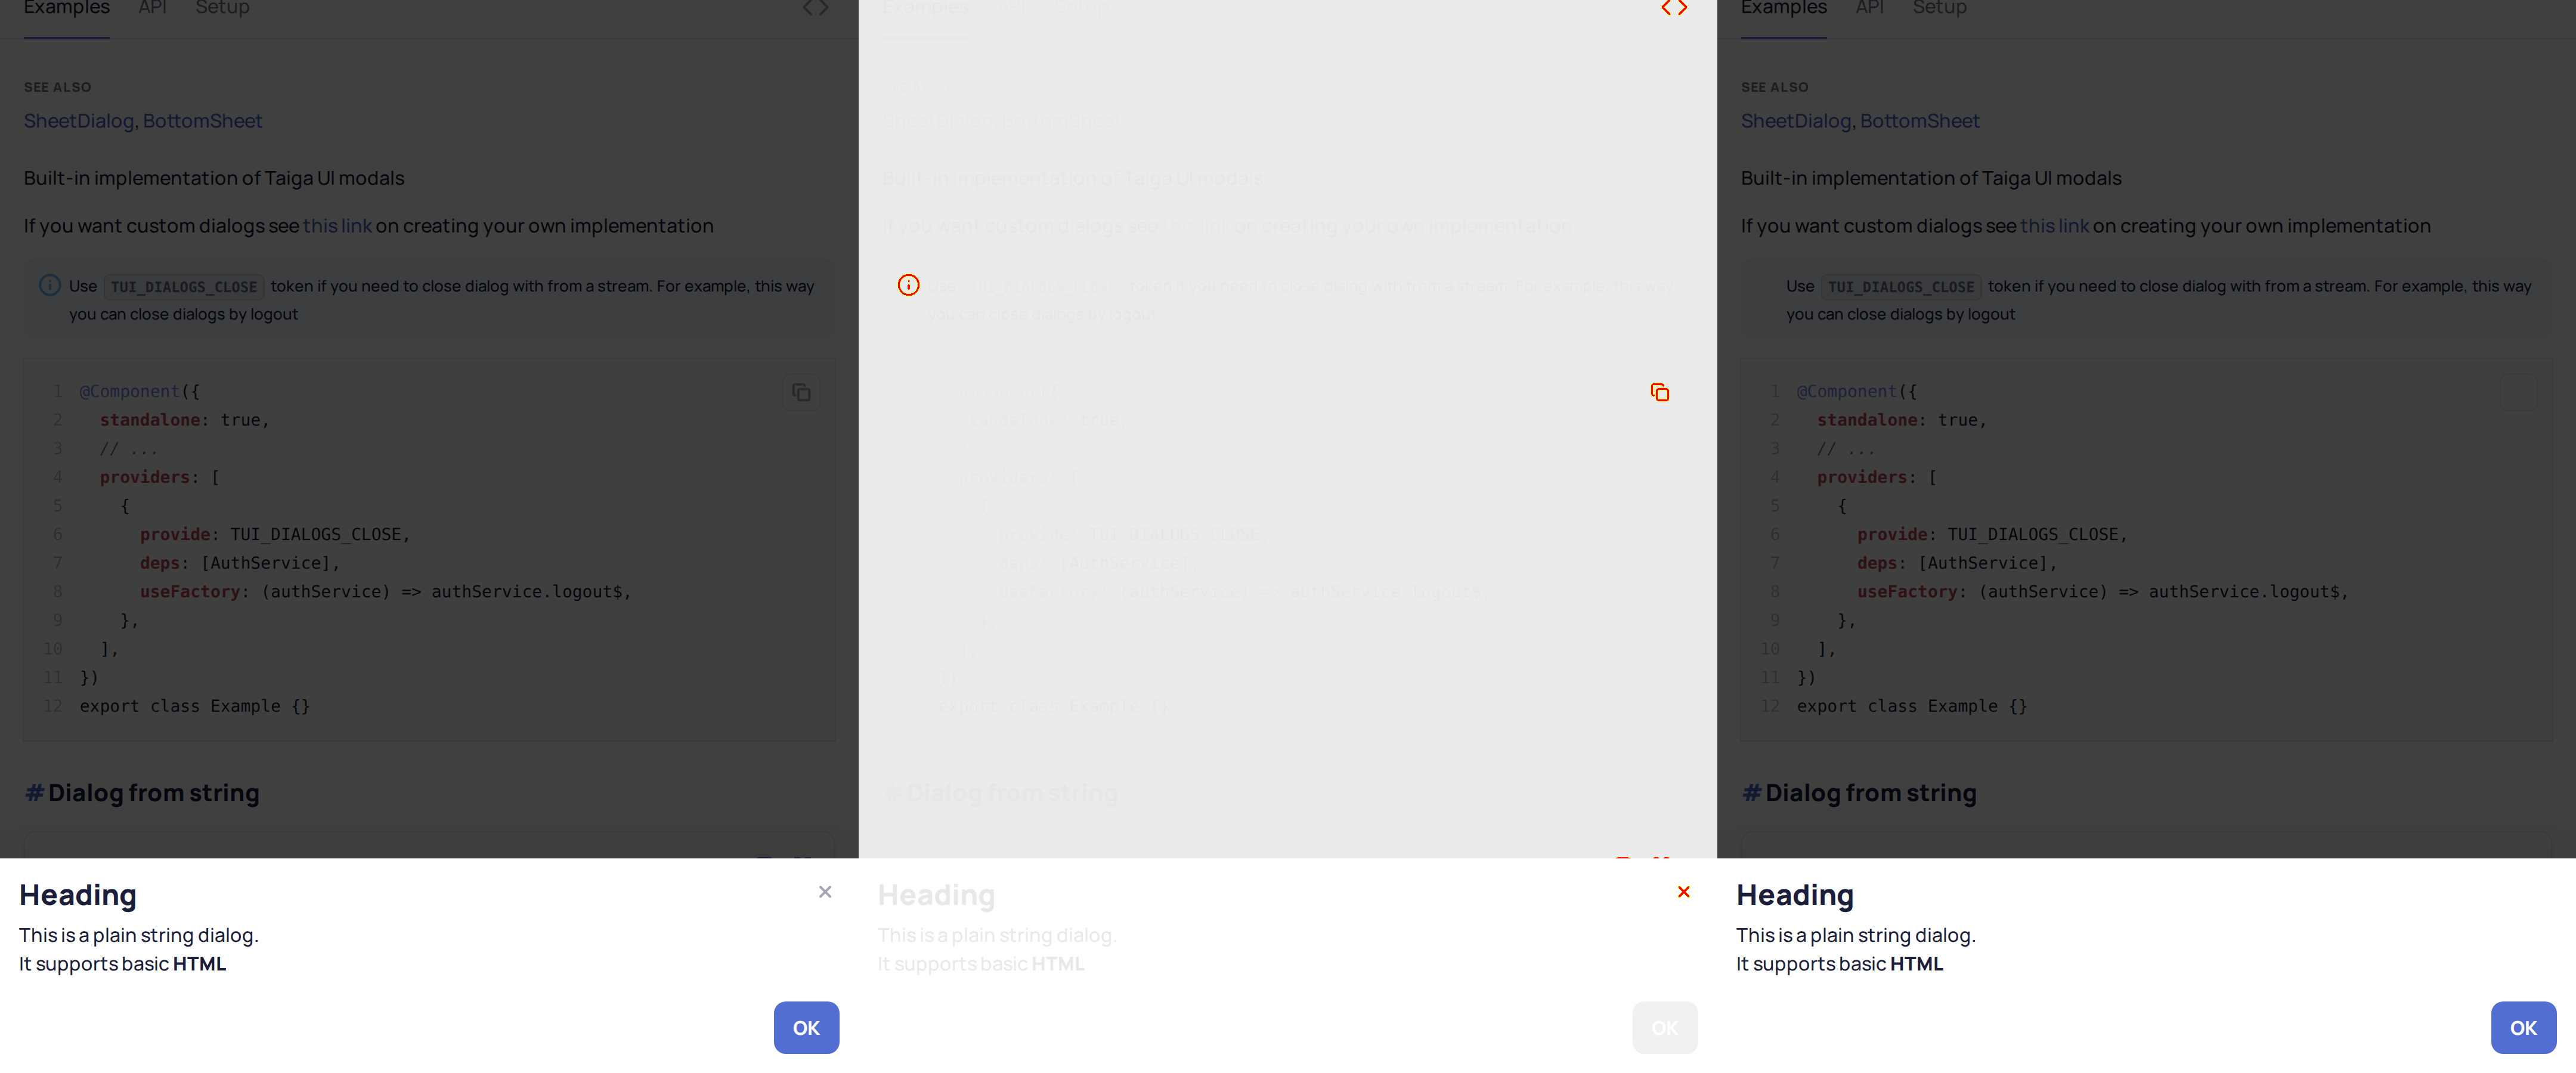 Examples API Setup
SEE ALSO
SheetDialog, BottomSheet
Built-in implementation of Taiga UI modals
If you want custom dialogs see this link on creating your own implementation
Use TUI_DIALOGS_CLOSE token if you need to close dialog with from a stream. For example, this way
you can close dialogs by logout
1 @Component({
2 standalone: true,
3 // ...
4 providers: [
5 {
6 provide: TUI_DIALOGS_CLOSE,
7 deps: [AuthService],
8 useFactory: (authService) => authService.logout$,
9 },
10 ],
11 })
12 export class Example {}
# Dialog from string
Heading
This is a plain string dialog.
It supports basic HTML
OK
Examples API Setup
SEE ALSO
SheetDialog, BottomSheet
Built-in implementation of Taiga UI modals
If you want custom dialogs see this link on creating your own implementation
Use TUI_DIALOGS_CLOSE token if you need to close dialog with from a stream. For example, this way
you can close dialogs by logout
@Component({
standalone: true,
//
providers: [
{
provide: TUI_DIALOGS_CLOSE,
deps: [AuthService],
useFactory: (authService) => authService.logout$,
},
],
})
export class Example {}
# Dialog from string
Heading
This is a plain string dialog.
It supports basic HTML
OK
Examples API Setup
SEE ALSO
SheetDialog, BottomSheet
Built-in implementation of Taiga UI modals
If you want custom dialogs see this link on creating your own implementation
Use TUI_DIALOGS_CLOSE token if you need to close dialog with from a stream. For example, this way
you can close dialogs by logout
1 @Component({
2 standalone: true,
3 // ...
4 providers: [
5 {
6 provide: TUI_DIALOGS_CLOSE,
7 deps: [AuthService],
8 useFactory: (authService) => authService.logout$,
9 },
10 ],
11 })
12 export class Example {}
# Dialog from string
Heading
This is a plain string dialog.
It supports basic HTML
OK